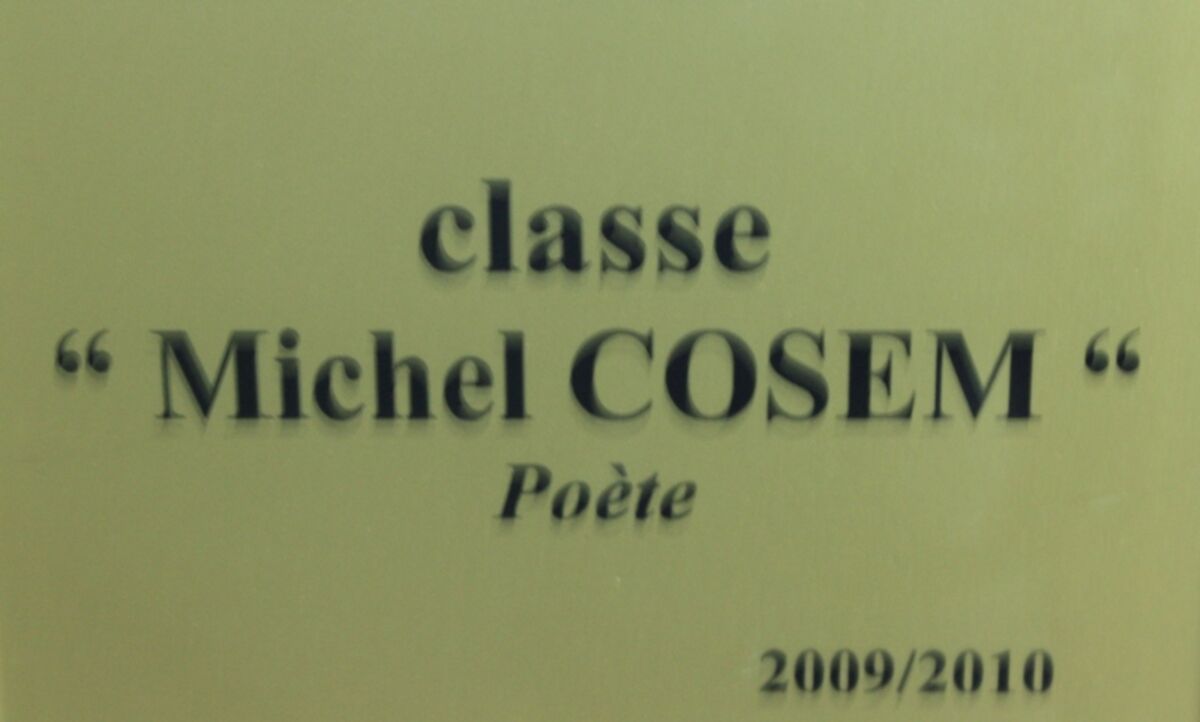 classe
“ Michel COSEM “
Poète
2009/2010